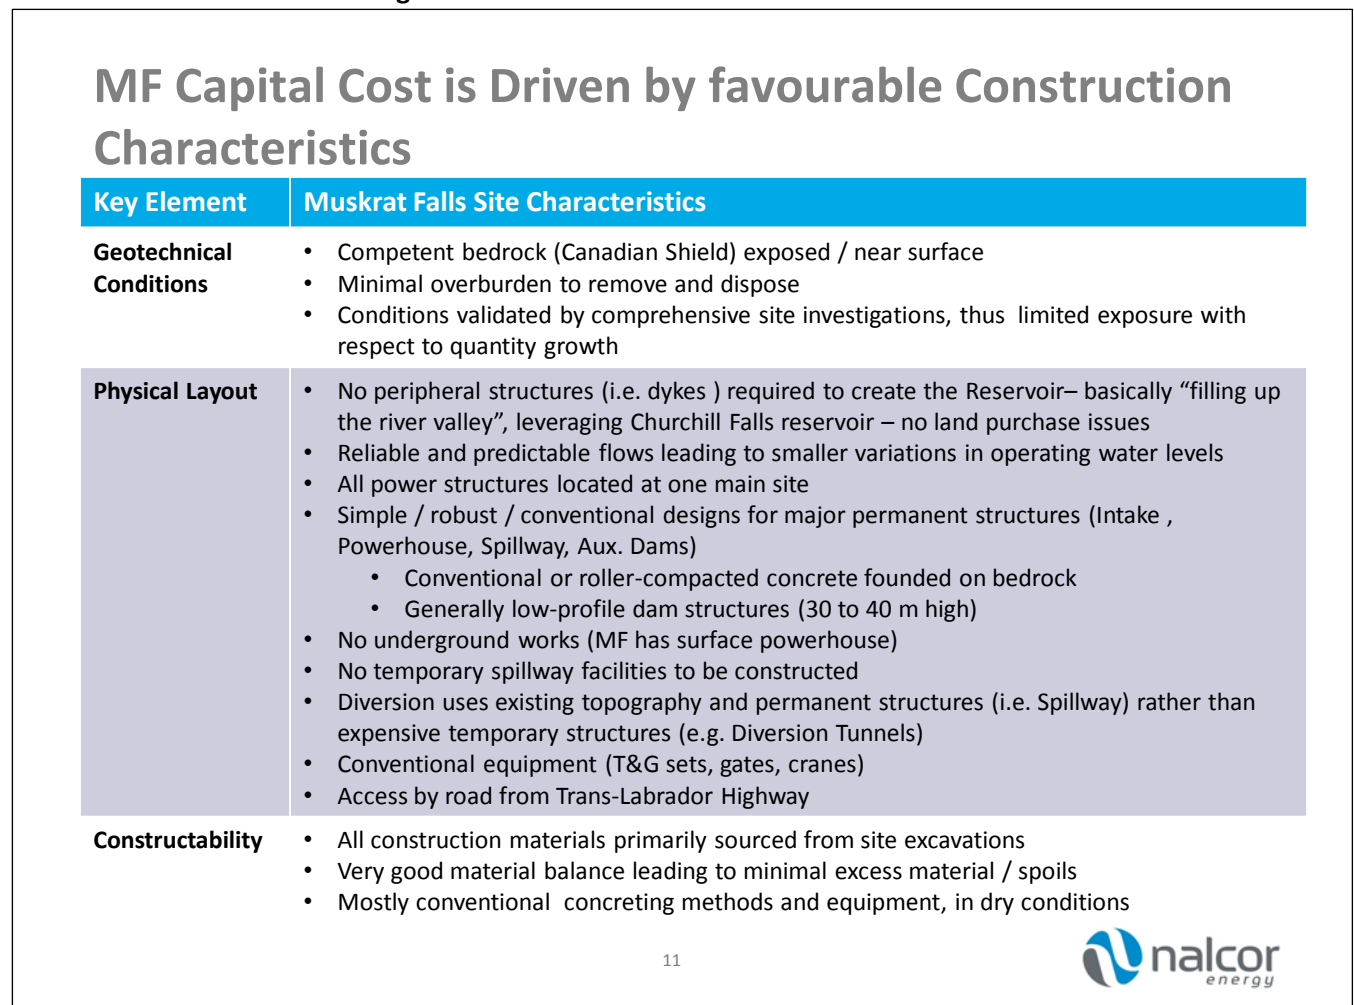 MF Capital Cost is Driven by favourable Construction
Characteristics
Key Element
Muskrat Falls Site Characteristics
Geotechnical
Conditions
• Competent bedrock (Canadian Shield) exposed / near surface
• Minimal overburden to remove and dispose
• Conditions validated by comprehensive site investigations, thus  limited exposure with
respect to quantity growth
Physical Layout
• No peripheral structures (i.e. dykes ) required to create the Reservoir– basically “filling up
the river valley”, leveraging Churchill Falls reservoir – no land purchase issues
• Reliable and predictable flows leading to smaller variations in operating water levels
• All power structures located at one main site
• Simple / robust / conventional designs for major permanent structures (Intake ,
Powerhouse, Spillway, Aux. Dams)
• Conventional or roller-compacted concrete founded on bedrock
• Generally low-profile dam structures (30 to 40 m high)
• No underground works (MF has surface powerhouse)
• No temporary spillway facilities to be constructed
• Diversion uses existing topography and permanent structures (i.e. Spillway) rather than
expensive temporary structures (e.g. Diversion Tunnels)
• Conventional equipment (T&G sets, gates, cranes)
• Access by road from Trans-Labrador Highway
Constructability
• All construction materials primarily sourced from site excavations
• Very good material balance leading to minimal excess material / spoils
• Mostly conventional  concreting methods and equipment, in dry conditions
11
nalcor
energy